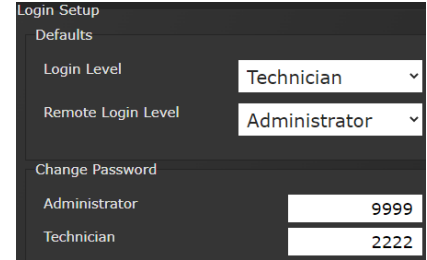 Login Setup
Defaults
Login Level Technician
Remote Login Level Administrator
Change Password
Administrator 9999
Technician 2222